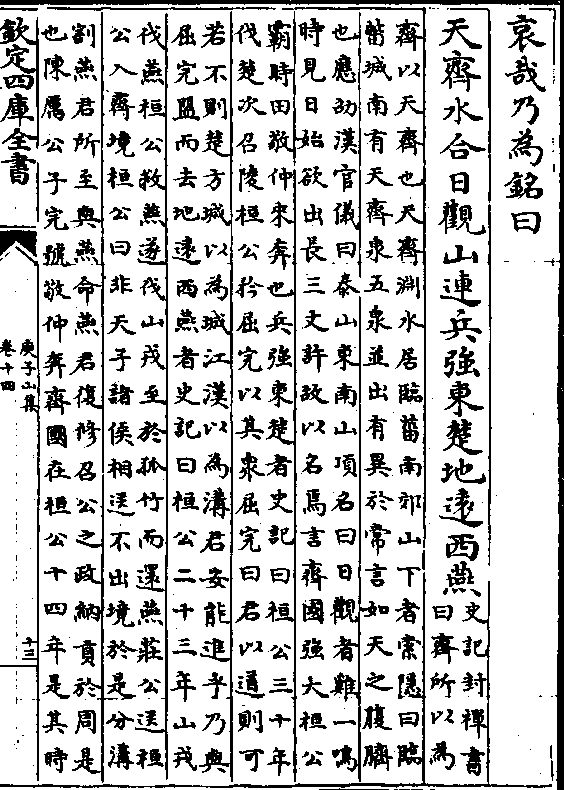 哀哉乃為銘曰
天齊水合日觀山連兵強東楚地遠西燕
史記封禪書
曰齊所以為
齊以天齊也天齊淵水居臨菑南郊山下者索隱曰臨
菑城南有天齊泉五泉並出有異於常言如天之腹臍
也應劭漢官儀曰泰山東南山頂名曰日觀者雞一鳴
時見日始欲出長三丈許故以名焉言齊國強大桓公
霸時田敬仲來奔也兵強東楚者史記曰桓公三十年
伐楚次召陵桓公矜屈完以其衆屈完曰君以道則可
若不則楚方城以為城江漢以為溝君安能進乎乃與
屈完盟而去地遠西燕者史記曰桓公二十三年山戎
伐燕桓公救燕遂伐山戎至於孤竹而還燕莊公送桓
公入齊境桓公曰非天子諸侯相送不出境於是分溝
割燕君所至與燕命燕君復修召公之政納貢於周是
也陳厲公子完號敬仲奔齊國在桓公十四年是其時
欽定四庫全書
庾子山集
卷十四
十三